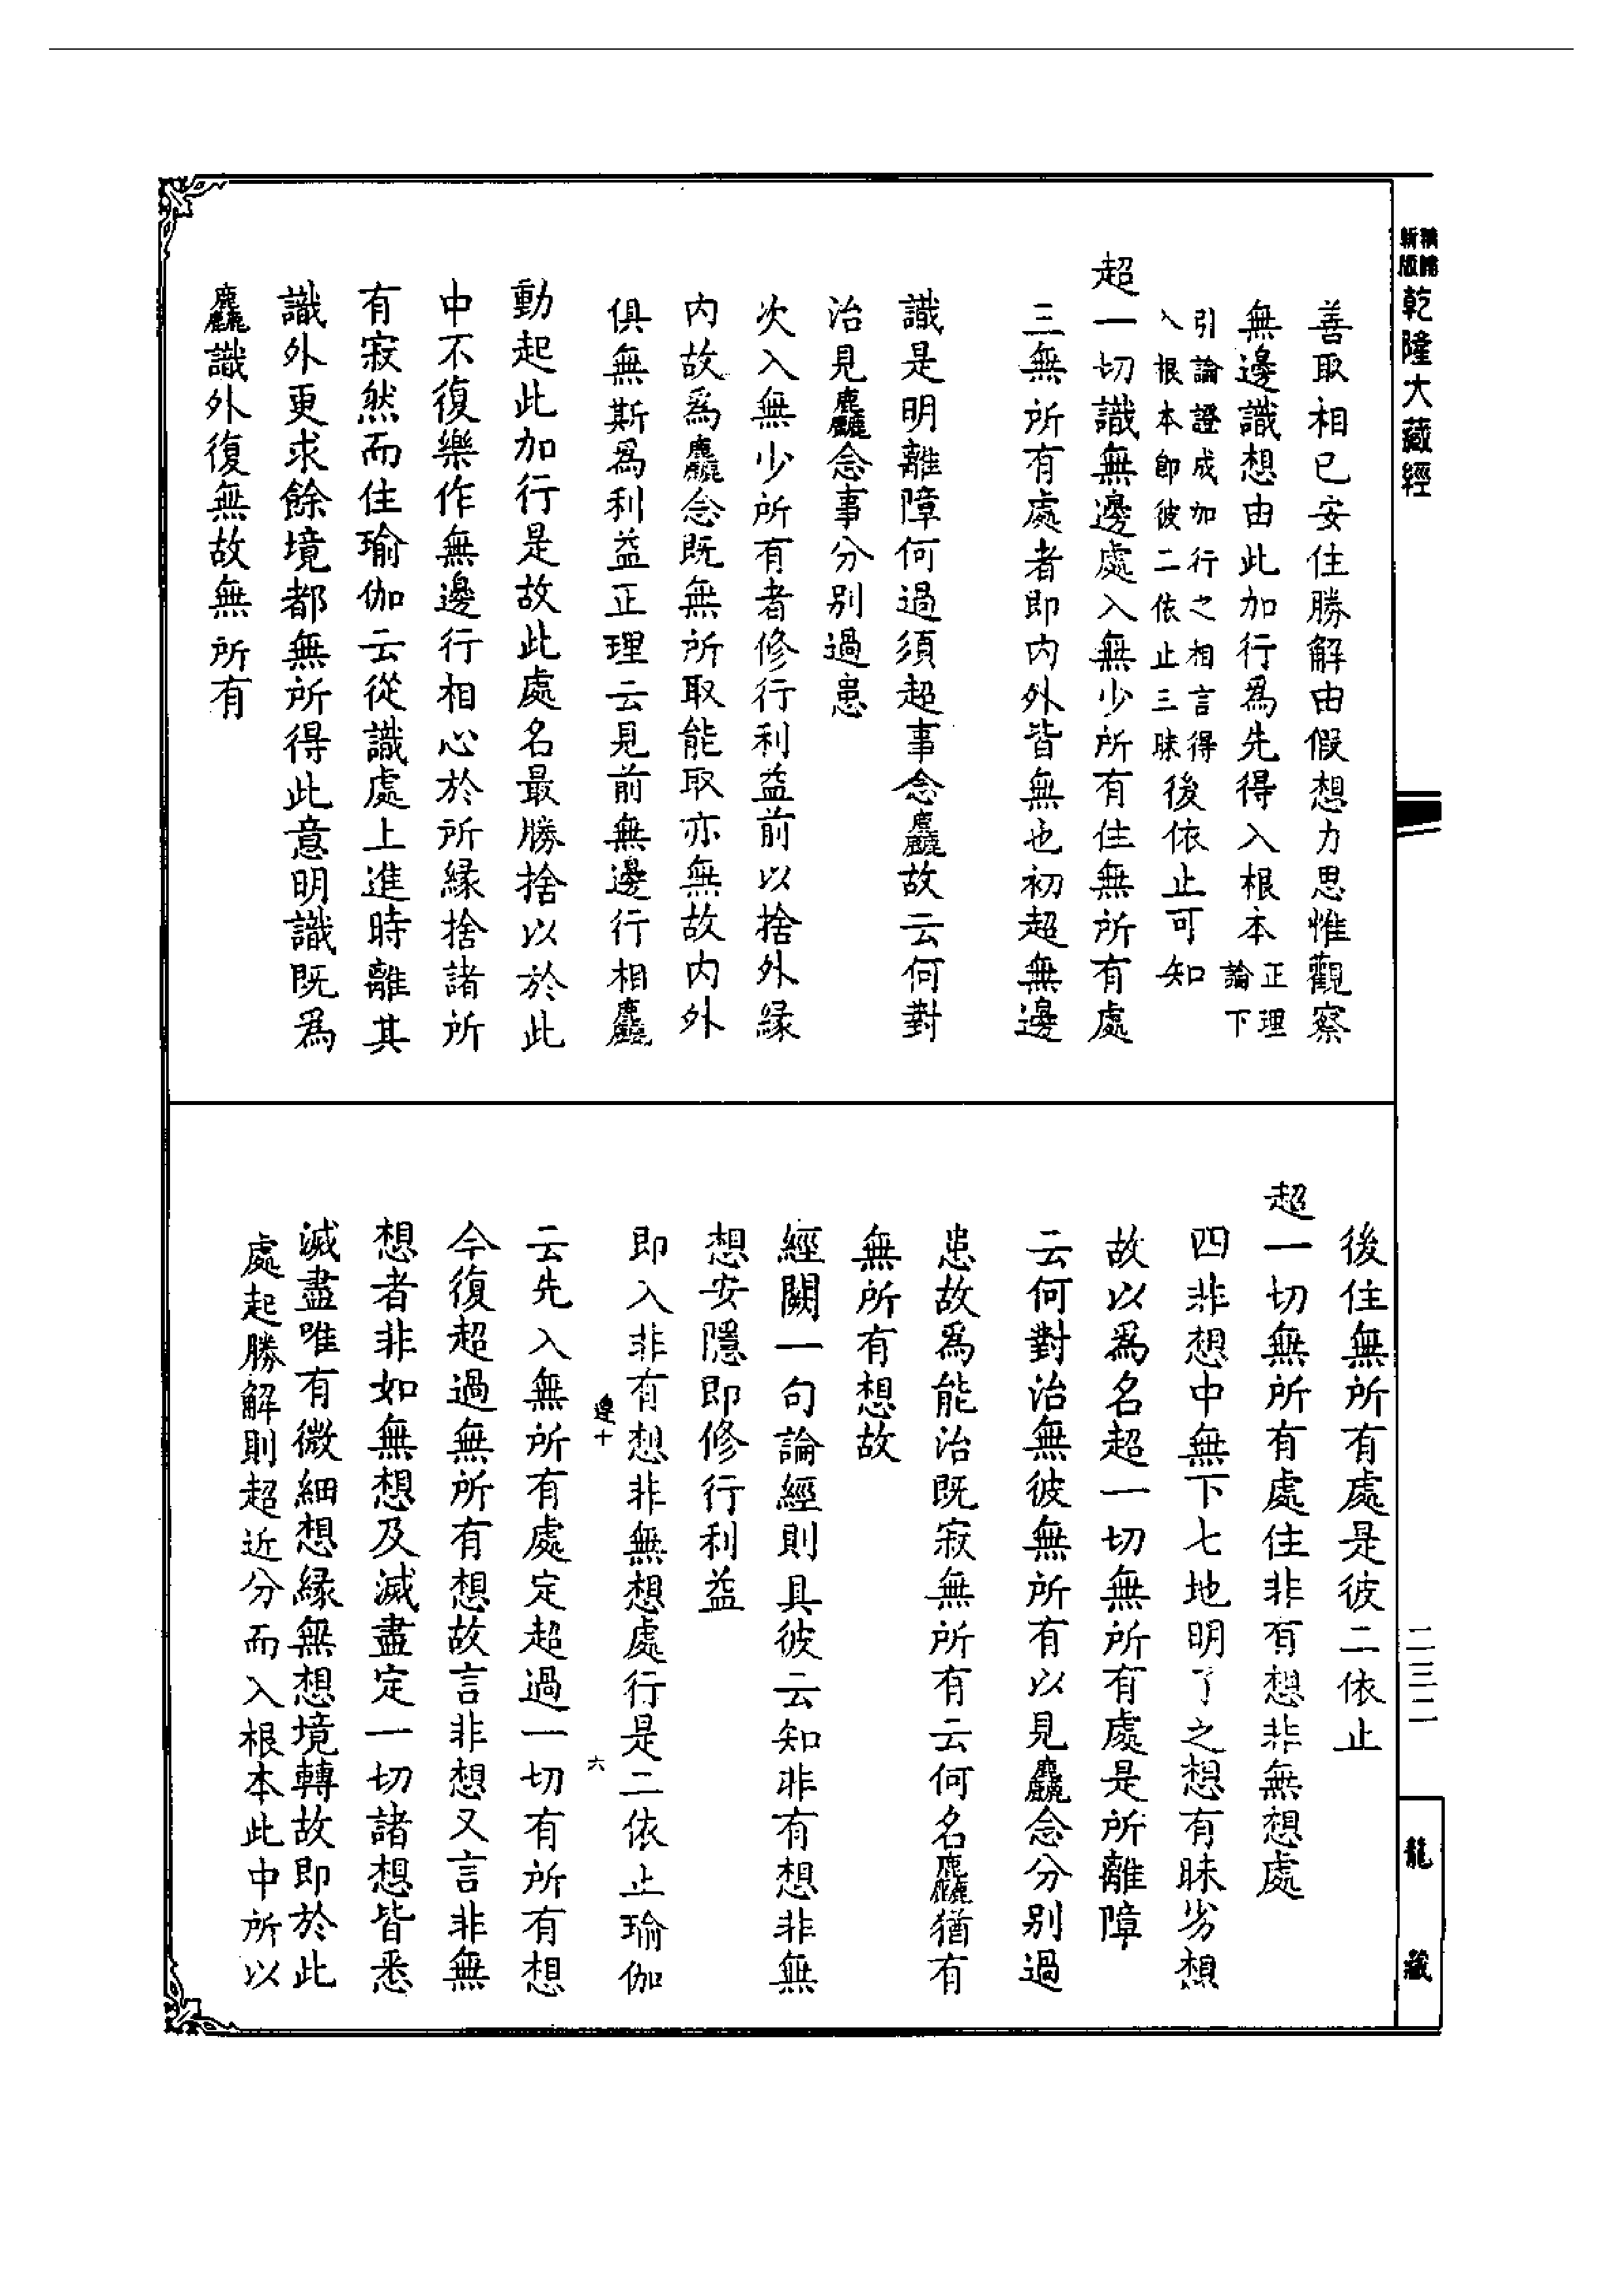 精譯
新版
乾隆大藏經
善取相已安住勝解由假想力思惟觀察
無邊識想由此加行爲先得入根本正理
論下
引論證成加行之相言得
入根本即彼二依止三昧後依止可知
超一切識無邊處入無少所有住無所有處
三無所有處者即内外皆無也初超無邊
識是明離障何過須超事念麤故云何對
治見麤念事分别過患
次入無少所有者修行利益前以捨外緣
内故爲麤念既無所取能取亦無故内外
俱無斯爲利益正理云見前無邊行相麤
動起此加行是故此處名最勝捨以於此
中不復樂作無邊行相心於所緣捨諸所
有寂然而住瑜伽云從識處上進時離其
識外更求餘境都無所得此意明識既爲
麤識外復無故無所有
後住無所有處是彼二依止
超一切無所有處住非有想非無想處
四非想中無下七地明了之想有昧劣想
故以爲名超一切無所有處是所離障
云何對治無彼無所有以見麤念分别過
患故爲能治既寂無所有云何名麤猶有
無所有想故
經闕一句論經則具彼云知非有想非無
想安隱即修行利益
即入非有想非無想處行是二依止瑜伽
邊十
六
云先入無所有處定超過一切有所有想
今復超過無所有想故言非想又言非無
想者非如無想及滅盡定一切諸想皆悉
滅盡唯有微細想緣無想境轉故即於此
處起勝解則超近分而入根本此中所以
二三二
龍藏